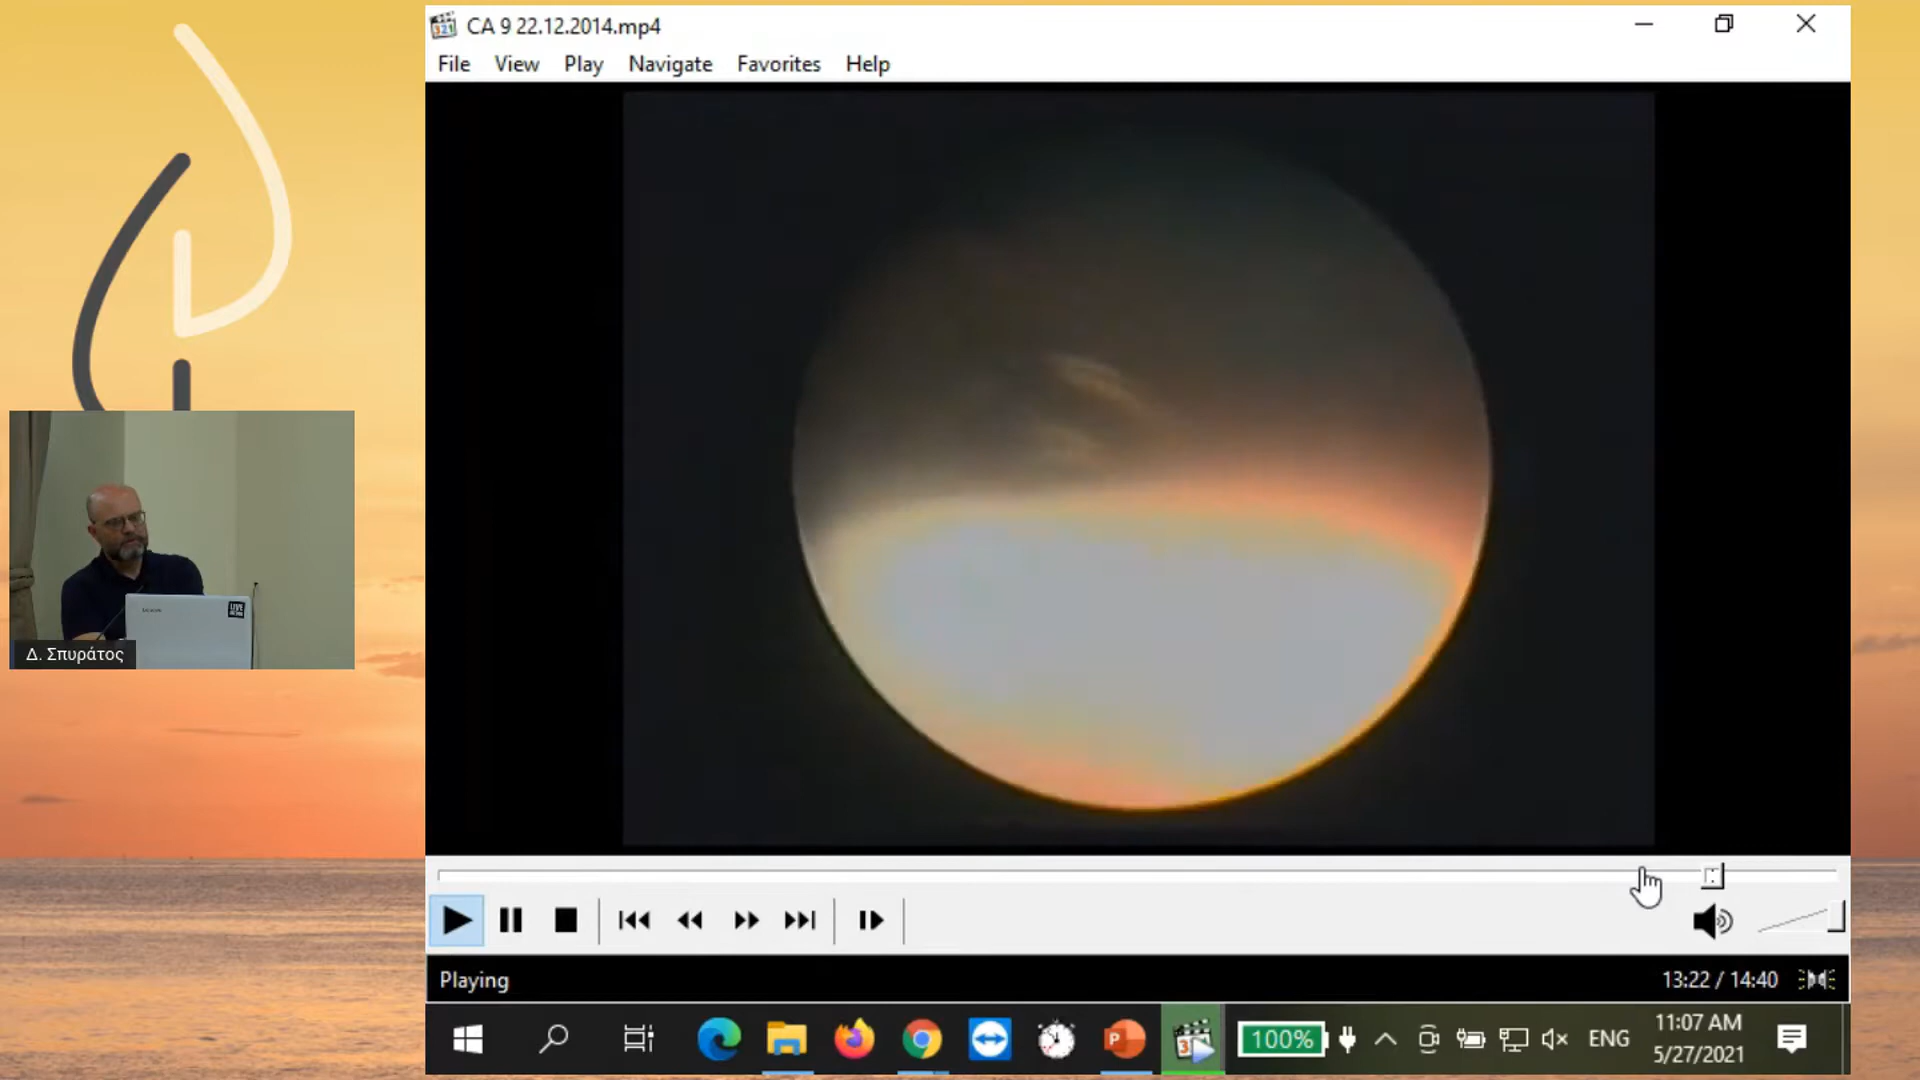 CA 9 22.12.2014.mp4
File View Play Navigate Favorites Help
Δ. Σπυράτος
Playing
13:22 / 14:40
100%
ENG
11:07 AM
5/27/2021